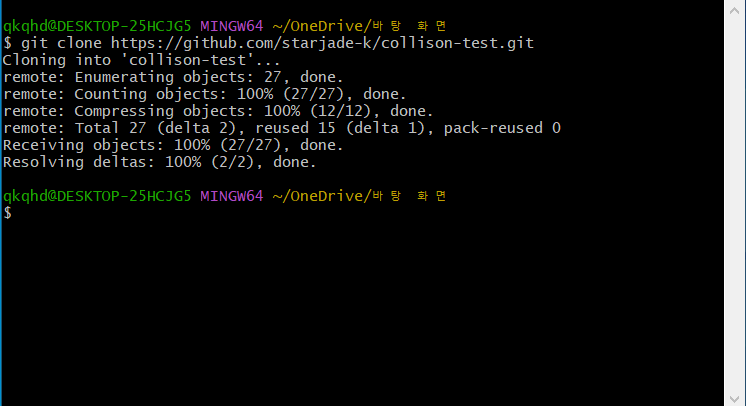 qkqhd@DESKTOP-25HCJG5 MINGW64 ~/OneDrive/바탕 화면
$ git clone https://github.com/starjade-k/collison-test.git
Cloning into 'collison-test'...
remote: Enumerating objects: 27, done.
remote: Counting objects: 100% (27/27), done.
remote: Compressing objects: 100% (12/12), done.
remote: Total 27 (delta 2), reused 15 (delta 1), pack-reused 0
Receiving objects: 100% (27/27), done.
Resolving deltas: 100% (2/2), done.
qkqhd@DESKTOP-25HCJG5 MINGW64 ~/OneDrive/바탕 화면
$